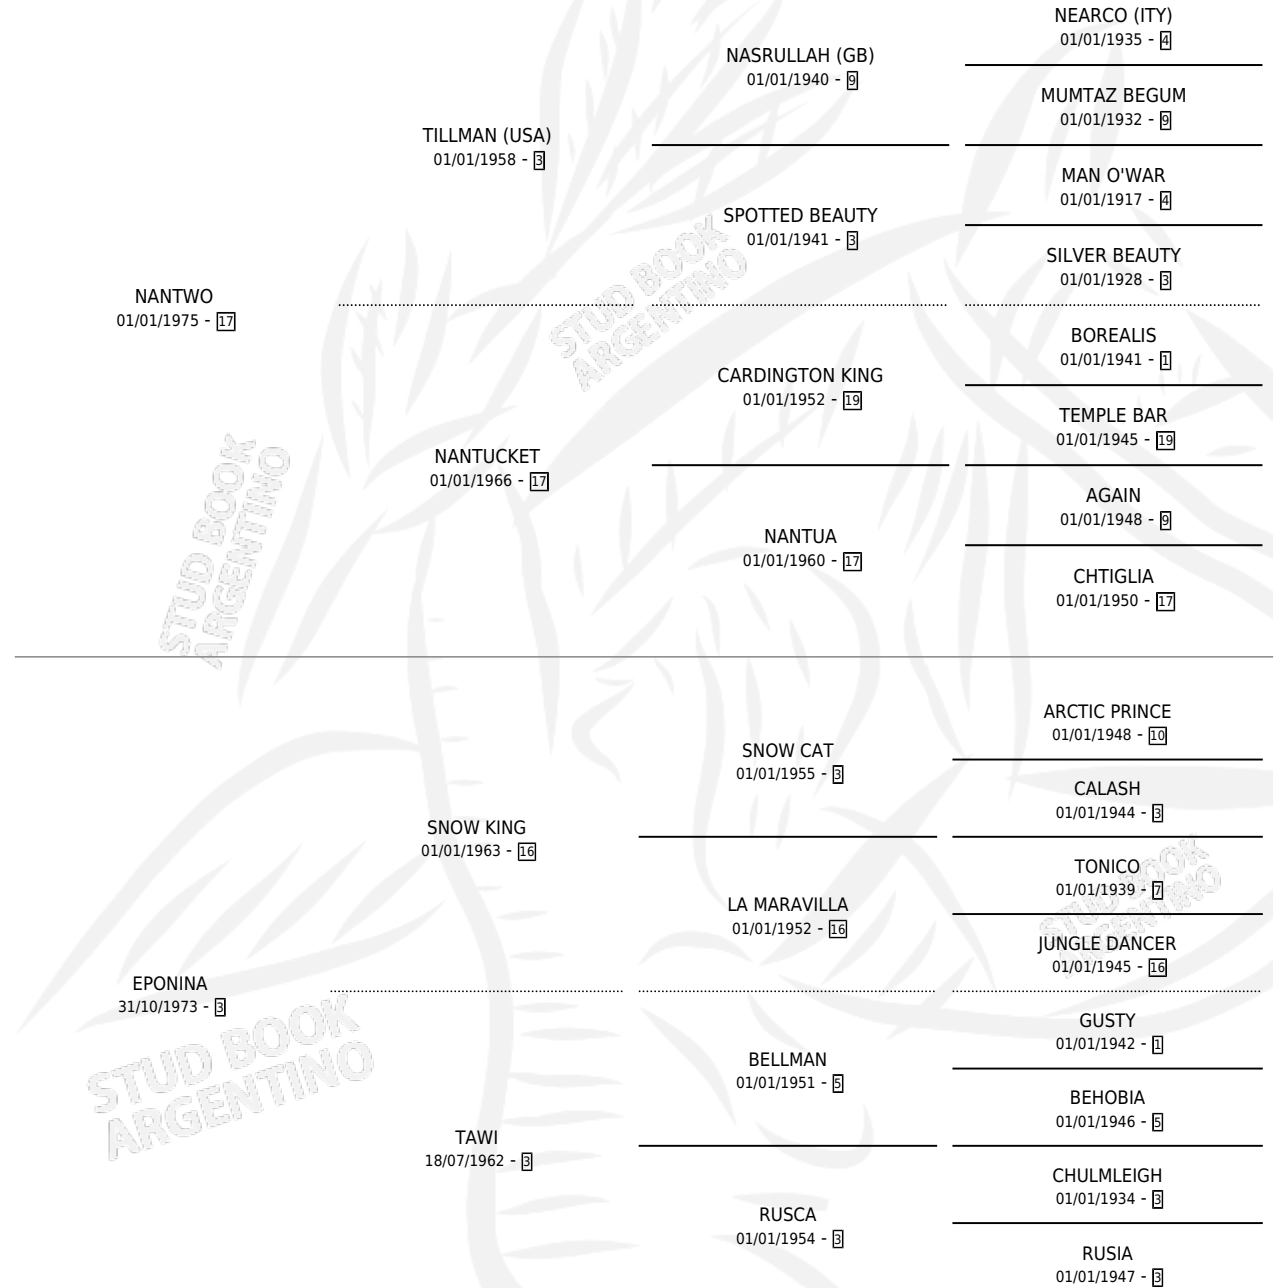 NEARCO (ITY)
01/01/1935 - 4
NASRULLAH (GB)
01/01/1940 - 9
MUMTAZ BEGUM
01/01/1932 - 9
TILLMAN (USA)
01/01/1958 - 3
MAN O'WAR
01/01/1917 - 4
SPOTTED BEAUTY
01/01/1941 - 3
SILVER BEAUTY
01/01/1928 - 3
NANTWO
01/01/1975 - 17
BOREALIS
01/01/1941 - 1
CARDINGTON KING
01/01/1952 - 19
TEMPLE BAR
01/01/1945 - 19
NANTUCKET
01/01/1966 - 17
AGAIN
01/01/1948 - 9
NANTUA
01/01/1960 - 17
CHTIGLIA
01/01/1950 - 17
STUD BOOK
ARGENTINO
STUD BOOK
ARGENTINO
ARCTIC PRINCE
01/01/1948 - 10
SNOW CAT
01/01/1955 - 3
CALASH
01/01/1944 - 3
SNOW KING
01/01/1963 - 16
TONICO
01/01/1939 - 7
LA MARAVILLA
01/01/1952 - 16
JUNGLE DANCER
01/01/1945 - 16
EPONINA
31/10/1973 - 3
GUSTY
01/01/1942 - 1
BELLMAN
01/01/1951 - 5
BEHOBIA
01/01/1946 - 5
TAWI
18/07/1962 - 3
CHULMLEIGH
01/01/1934 - 3
RUSCA
01/01/1954 - 3
RUSIA
01/01/1947 - 3
STUD BOOK
ARGENTINO
STUD BOOK
ARGENTINO